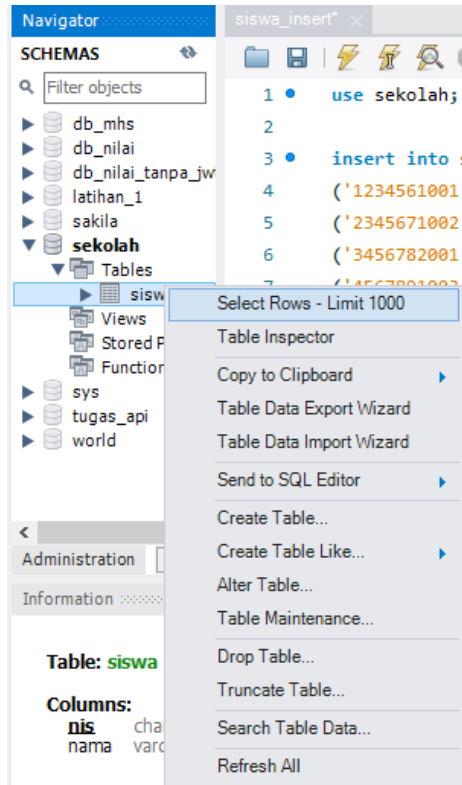 Navigator
SCHEMAS
Filter objects
db_mhs
db_nilai
db_nilai_tanpa_jw
latihan_1
sakila
sekolah
Tables
sisw
Views
Stored P
Function
sys
tugas_api
world
Administration
Information
Table: siswa
Columns:
nis cha
nama varc
siswa_insert* ×
1 use sekolah;
2
3 insert into s
4 ('1234561001
5 ('2345671002
6 ('3456782001
Select Rows - Limit 1000
Table Inspector
Copy to Clipboard
Table Data Export Wizard
Table Data Import Wizard
Send to SQL Editor
Create Table...
Create Table Like...
Alter Table...
Table Maintenance...
Drop Table...
Truncate Table...
Search Table Data...
Refresh All